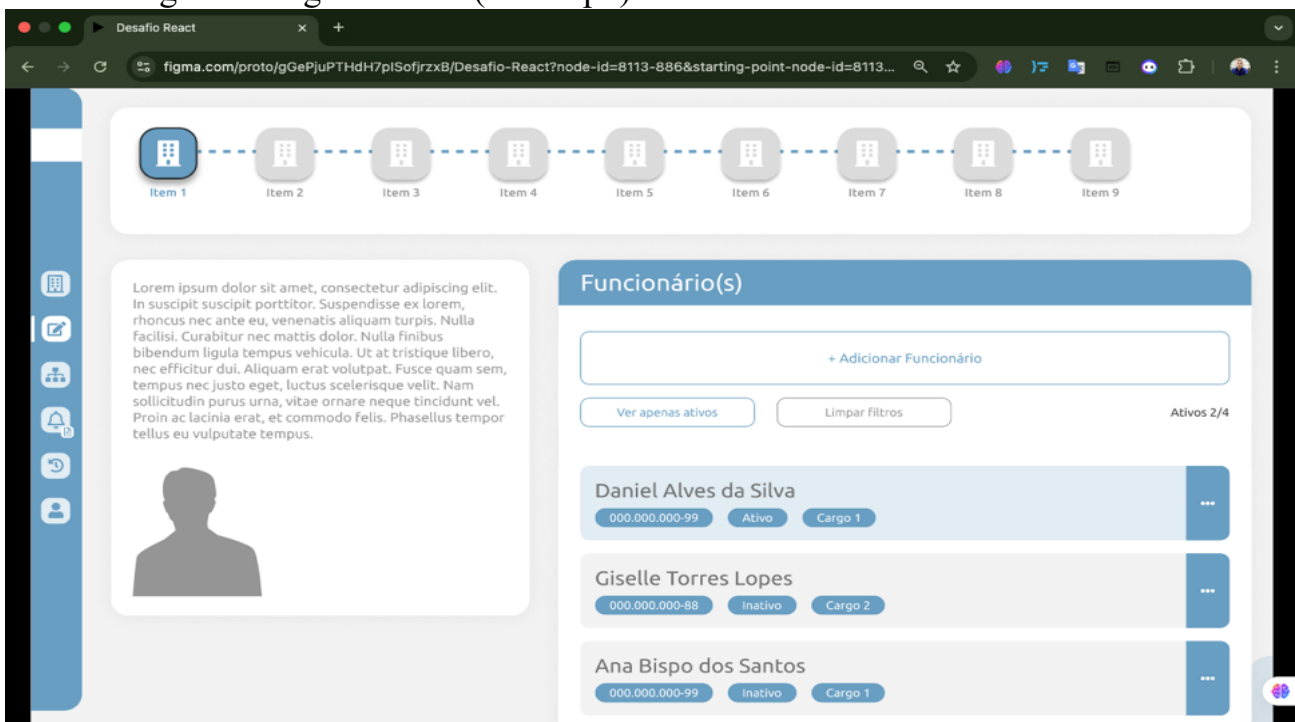 Desafio React
figma.com/proto/gGePjuPTHdH7pISofjrzxB/Desafio-React?node-id=8113-886&starting-point-node-id=8113...
Item 1 Item 2 Item 3 Item 4 Item 5 Item 6 Item 7 Item 8 Item 9
Lorem ipsum dolor sit amet, consectetur adipiscing elit.
In suscipit suscipit porttitor. Suspendisse ex lorem,
rhoncus nec ante eu, venenatis aliquam turpis. Nulla
facilisi. Curabitur nec mattis dolor. Nulla finibus
bibendum ligula tempus vehicula. Ut at tristique libero,
nec efficitur dui. Aliquam erat volutpat. Fusce quam sem,
tempus nec justo eget, luctus scelerisque velit. Nam
sollicitudin purus urna, vitae ornare neque tincidunt vel.
Proin ac lacinia erat, et commodo felis. Phasellus tempor
tellus eu vulputate tempus.
Funcionário(s)
+ Adicionar Funcionário
Ver apenas ativos Limpar filtros Ativos 2/4
Daniel Alves da Silva
000.000.000-99 Ativo Cargo 1
Giselle Torres Lopes
000.000.000-88 Inativo Cargo 2
Ana Bispo dos Santos
000.000.000-99 Inativo Cargo 1